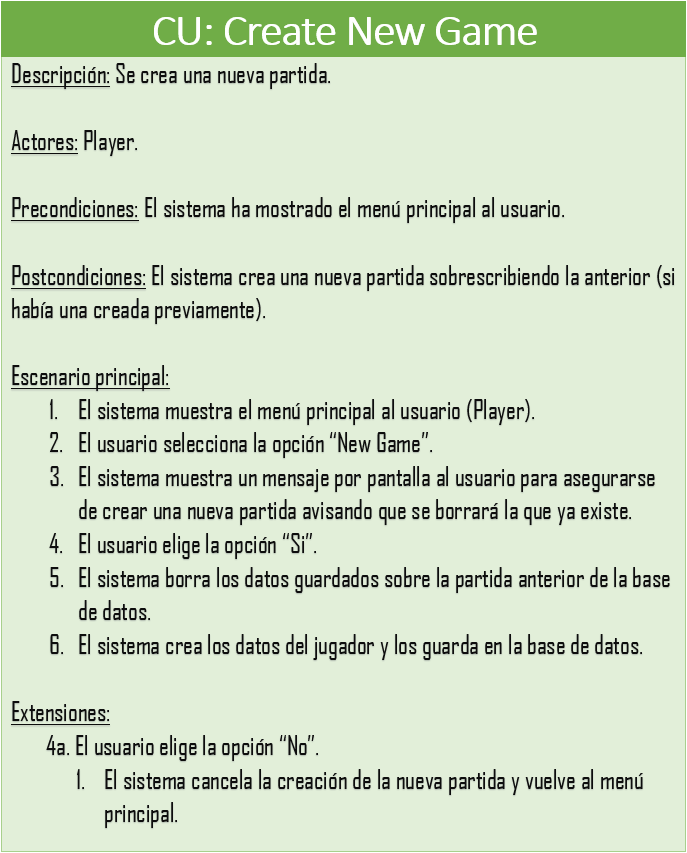 CU: Create New Game
Descripción: Se crea una nueva partida.
Actores: Player.
Precondiciones: El sistema ha mostrado el menú principal al usuario.
Postcondiciones: El sistema crea una nueva partida sobrescribiendo la anterior (si
había una creada previamente).
Escenario principal:
1. El sistema muestra el menú principal al usuario (Player).
2. El usuario selecciona la opción “New Game”.
3. El sistema muestra un mensaje por pantalla al usuario para asegurarse
de crear una nueva partida avisando que se borrará la que ya existe.
4. El usuario elige la opción “Si”.
5. El sistema borra los datos guardados sobre la partida anterior de la base
de datos.
6. El sistema crea los datos del jugador y los guarda en la base de datos.
Extensiones:
4a. El usuario elige la opción “No”.
1. El sistema cancela la creación de la nueva partida y vuelve al menú
principal.